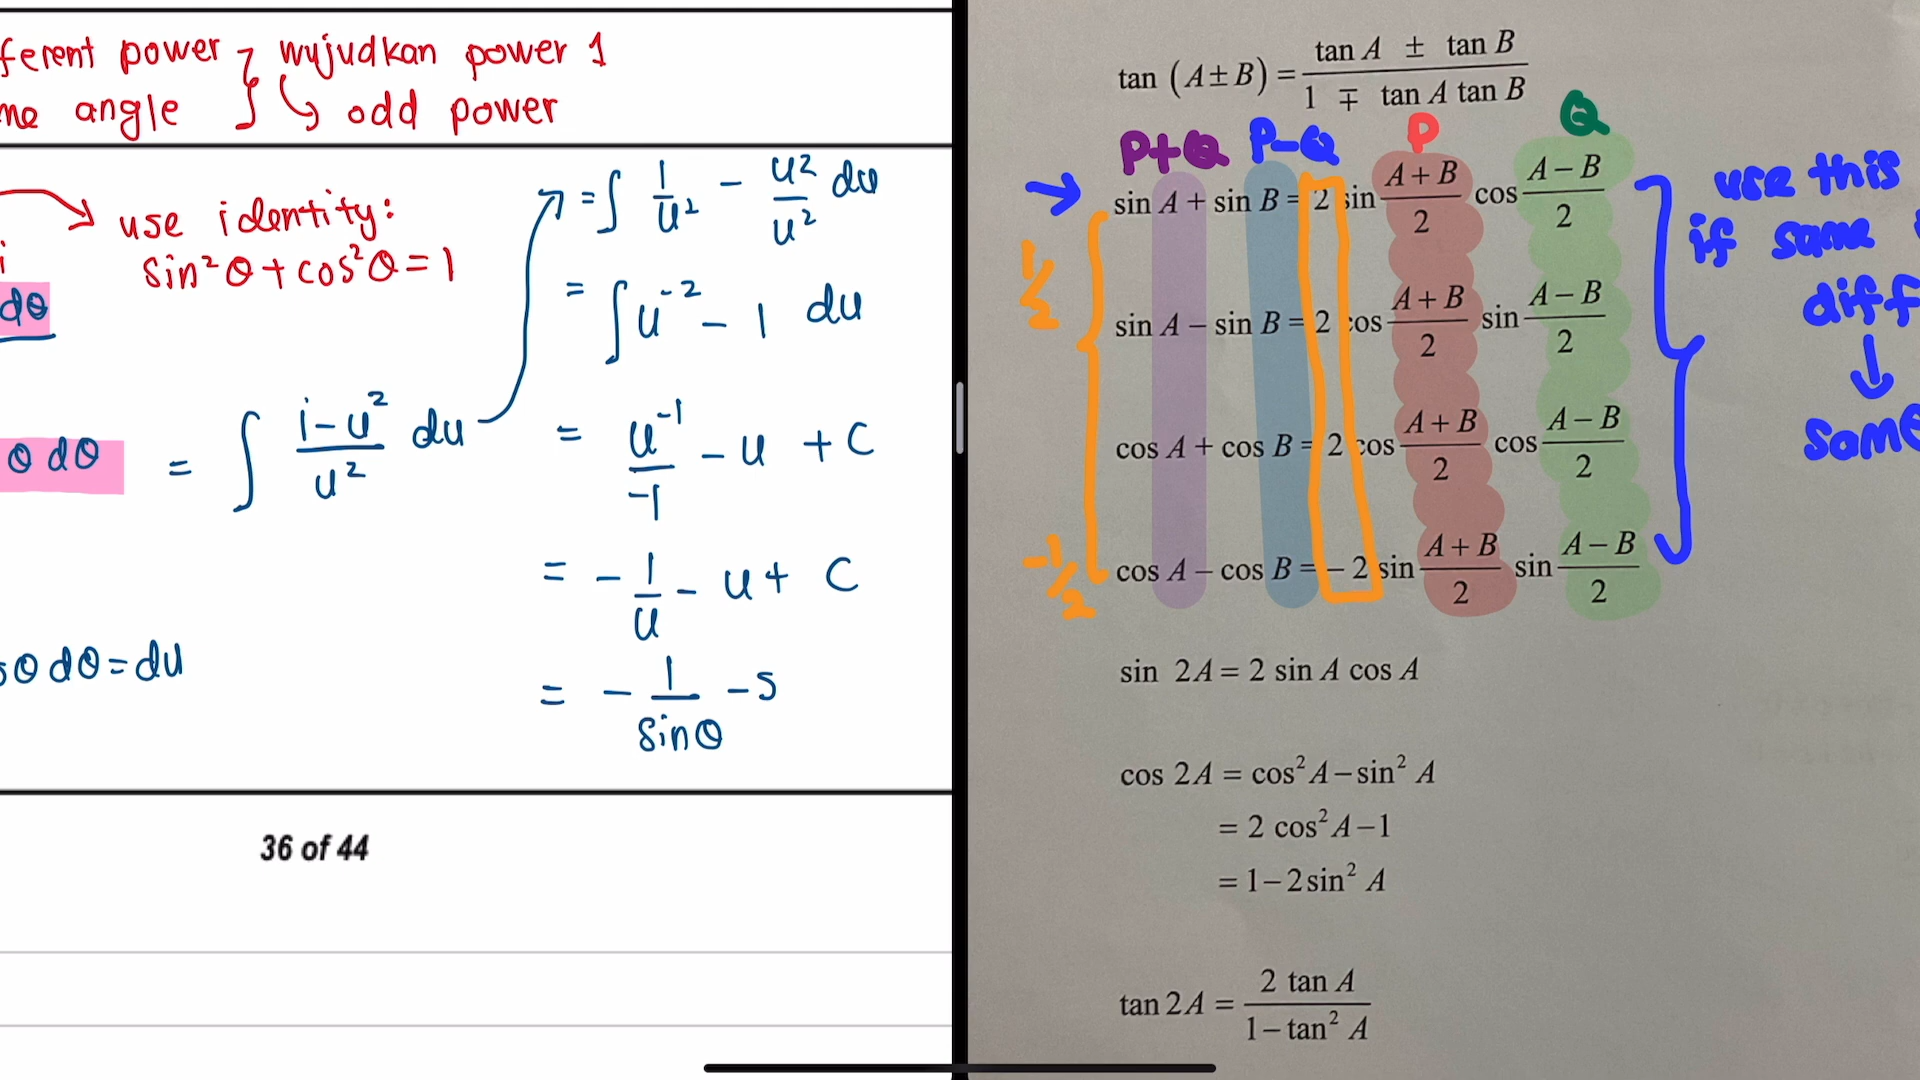 ferent power } wujudkan power 1
me angle ↳ odd power
use identity:
sin²θ + cos²θ = 1
dθ
θ dθ = ∫ (1-u²)/u² du
sθ dθ = du
= ∫ 1/u² - u²/u² du
= ∫ u⁻² - 1 du
= u⁻¹/-1 - u + C
= -1/u - u + C
= -1/sinθ - s
36 of 44
tan (A ± B) = (tan A ± tan B)/(1 ∓ tan A tan B)
P+Q P-Q P Q
→ sin A + sin B = 2 sin (A+B)/2 cos (A-B)/2
sin A - sin B = 2 cos (A+B)/2 sin (A-B)/2
cos A + cos B = 2 cos (A+B)/2 cos (A-B)/2
cos A - cos B = -2 sin (A+B)/2 sin (A-B)/2
1/2
-1/2
use this
if same
diff
↓
same
sin 2A = 2 sin A cos A
cos 2A = cos² A - sin² A
= 2 cos² A - 1
= 1 - 2 sin² A
tan 2A = 2 tan A/(1 - tan² A)